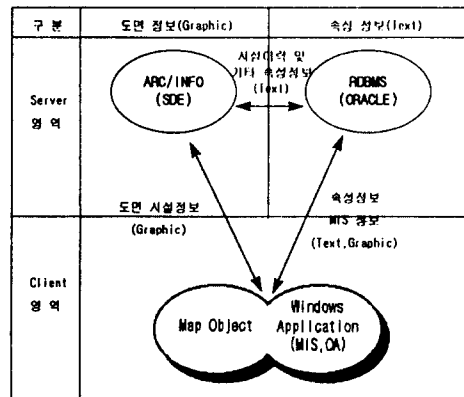 구 분
도면 정보(Graphic)
속성 정보(Text)
시설이력 및
기타 속성정보
(Text)
ARC/INFO
(SDE)
RDBMS
(ORACLE)
Server
영 역
도면 시설정보
(Graphic)
속성정보
MIS 정보
(Text,Graphic)
Client
영 역
Map Object
Windows
Application
(MIS,OA)